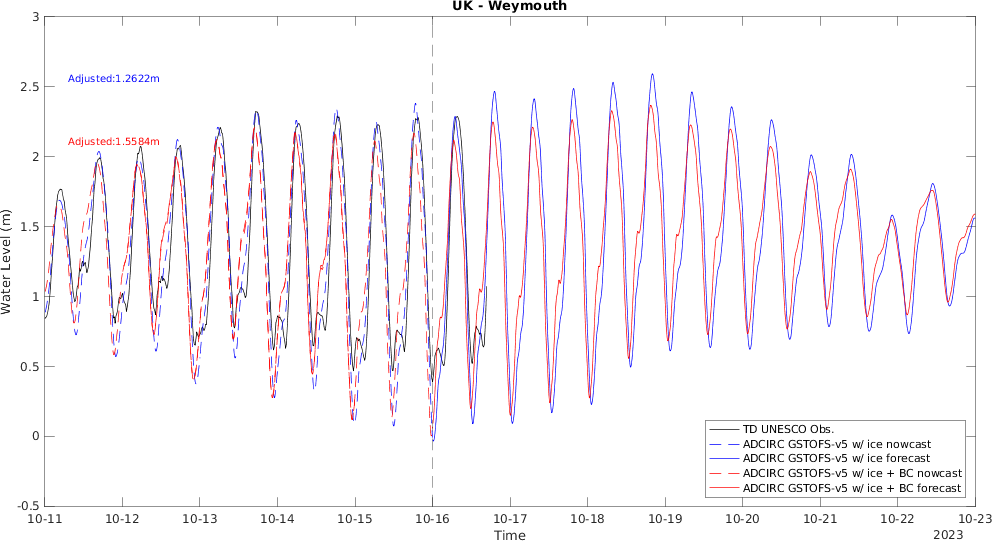 UK - Weymouth
3
2.5
2
1.5
1
0.5
0
-0.5
Water Level (m)
Adjusted:1.2622m
Adjusted:1.5584m
TD UNESCO Obs.
ADCIRC GSTOFS-v5 w/ ice nowcast
ADCIRC GSTOFS-v5 w/ ice forecast
ADCIRC GSTOFS-v5 w/ ice + BC nowcast
ADCIRC GSTOFS-v5 w/ ice + BC forecast
10-11 10-12 10-13 10-14 10-15 10-16 10-17 10-18 10-19 10-20 10-21 10-22 10-23
Time
2023